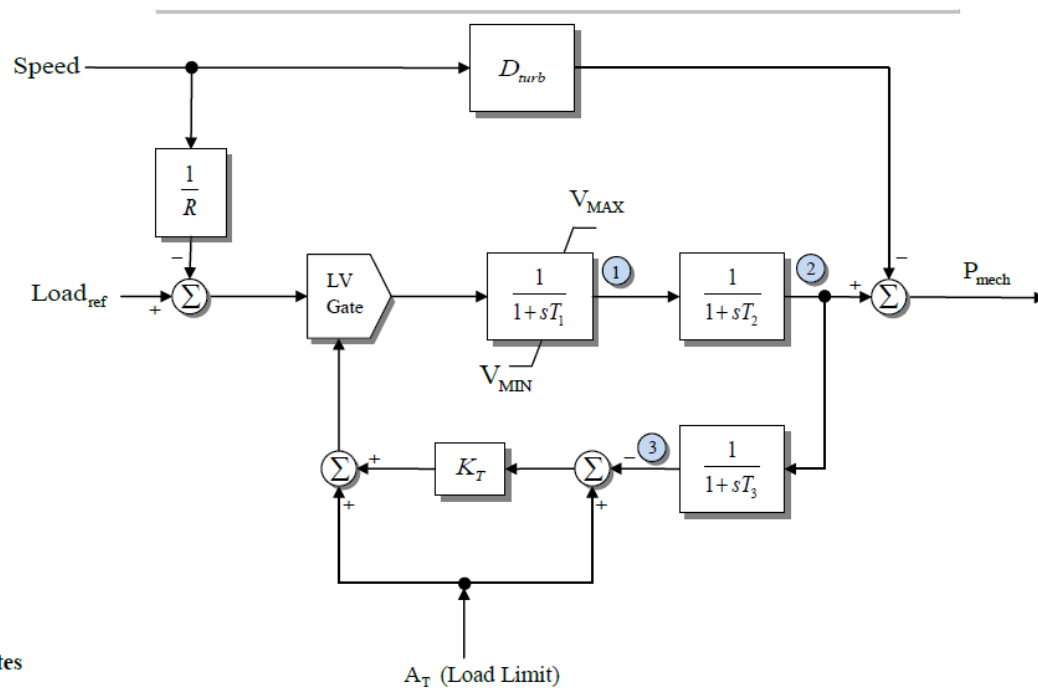 Speed
D_turb
1
R
−
Load_ref
+
Σ
LV
Gate
V_MAX
1
1 + sT_1
V_MIN
1
1
1 + sT_2
2
−
+
Σ
P_mech
Σ
+
+
K_T
Σ
−
+
3
1
1 + sT_3
A_T (Load Limit)
tes